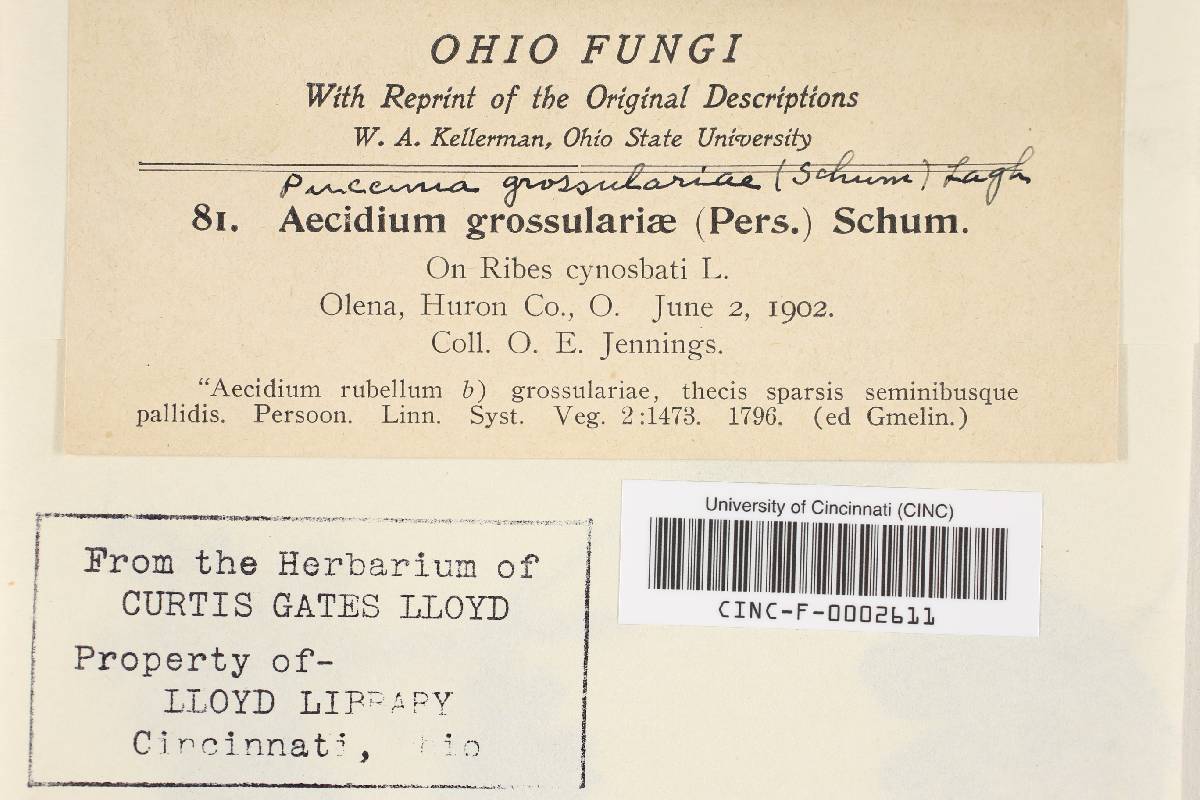 OHIO FUNGI
With Reprint of the Original Descriptions
W. A. Kellerman, Ohio State University
Puccinia grossulariae (Schum) Lagh
81. Aecidium grossulariæ (Pers.) Schum.
On Ribes cynosbati L.
Olena, Huron Co., O. June 2, 1902.
Coll. O. E. Jennings.
“Aecidium rubellum b) grossulariae, thecis sparsis seminibusque
pallidis. Persoon. Linn. Syst. Veg. 2:1473. 1796. (ed Gmelin.)
University of Cincinnati (CINC)
CINC-F-0002611
From the Herbarium of
CURTIS GATES LLOYD
Property of-
LLOYD LIBRARY
Cincinnati, Ohio